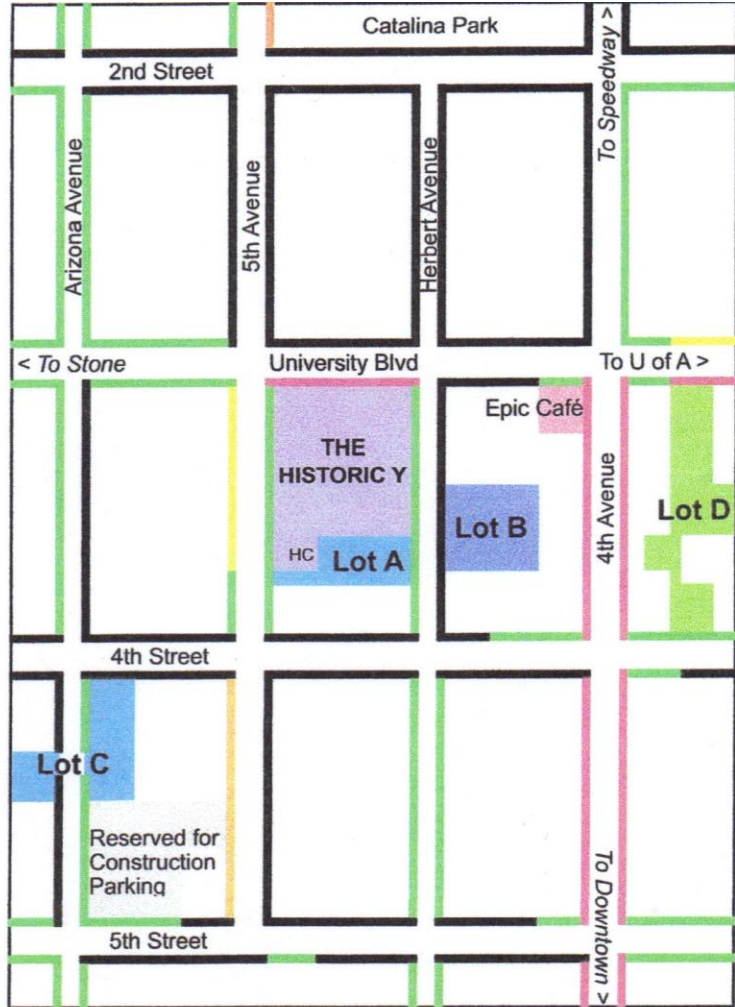 Catalina Park
To Speedway >
2nd Street
Arizona Avenue
5th Avenue
Herbert Avenue
< To Stone
University Blvd
To U of A >
Epic Café
THE
HISTORIC Y
4th Avenue
Lot B
Lot D
HC
Lot A
4th Street
Lot C
Reserved for
Construction
Parking
To Downtown >
5th Street